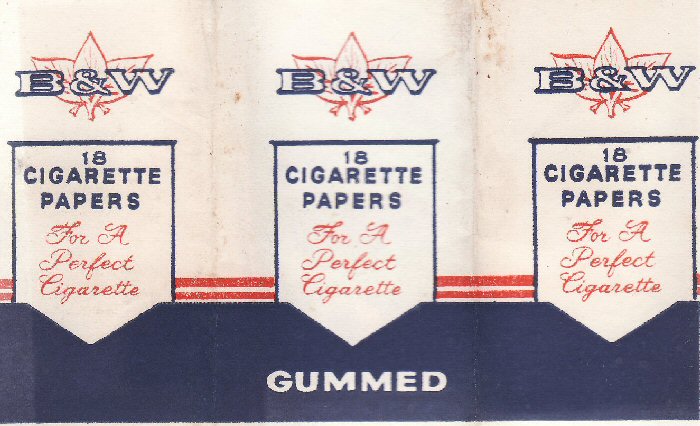 B&W
18
CIGARETTE
PAPERS
For A
Perfect
Cigarette
B&W
18
CIGARETTE
PAPERS
For A
Perfect
Cigarette
B&W
18
CIGARETTE
PAPERS
For A
Perfect
Cigarette
GUMMED